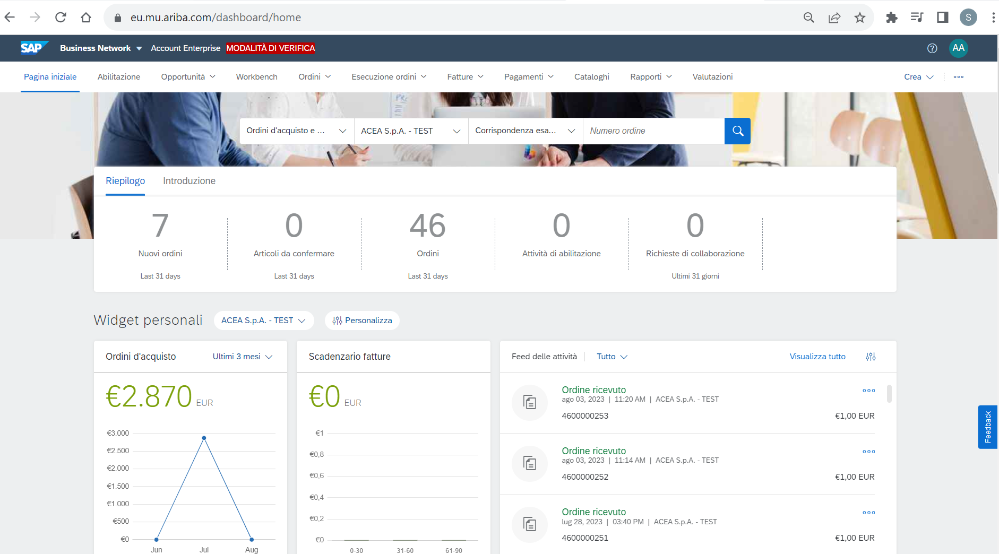 eu.mu.ariba.com/dashboard/home
S
SAP Business Network Account Enterprise MODALITÀ DI VERIFICA
? AA
Pagina iniziale Abilitazione Opportunità Workbench Ordini Esecuzione ordini Fatture Pagamenti Cataloghi Rapporti Valutazioni Crea
Ordini d'acquisto e ... ACEA S.p.A. - TEST Corrispondenza esa... Numero ordine
Riepilogo Introduzione
7 0 46 0 0
Nuovi ordini Articoli da confermare Ordini Attività di abilitazione Richieste di collaborazione
Last 31 days Last 31 days Last 31 days Ultimi 31 giorni
Widget personali ACEA S.p.A. - TEST Personalizza
Ordini d'acquisto Ultimi 3 mesi
€2.870 EUR
€3.000
€2.500
€2.000
€1.500
€1.000
€500
€0
Jun Jul Aug
Scadenzario fatture
€0 EUR
€1
€0,8
€0,6
€0,4
€0,2
€0
0-30 31-60 61-90
Feed delle attività Tutto Visualizza tutto
Ordine ricevuto
ago 03, 2023 | 11:20 AM | ACEA S.p.A. - TEST
4600000253 €1,00 EUR
Ordine ricevuto
ago 03, 2023 | 11:14 AM | ACEA S.p.A. - TEST
4600000252 €1,00 EUR
Ordine ricevuto
lug 28, 2023 | 03:40 PM | ACEA S.p.A. - TEST
4600000251 €1,00 EUR
Feedback